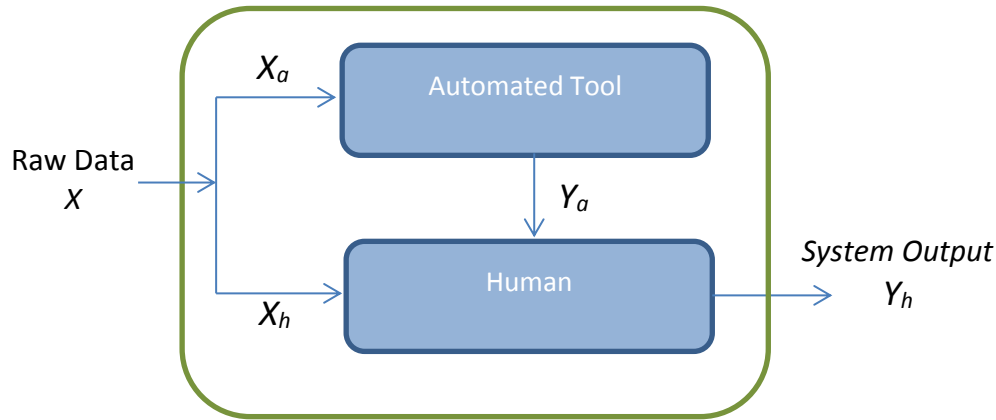 Xa
Automated Tool
Raw Data
X
Ya
System Output
Human
Yh
Xh